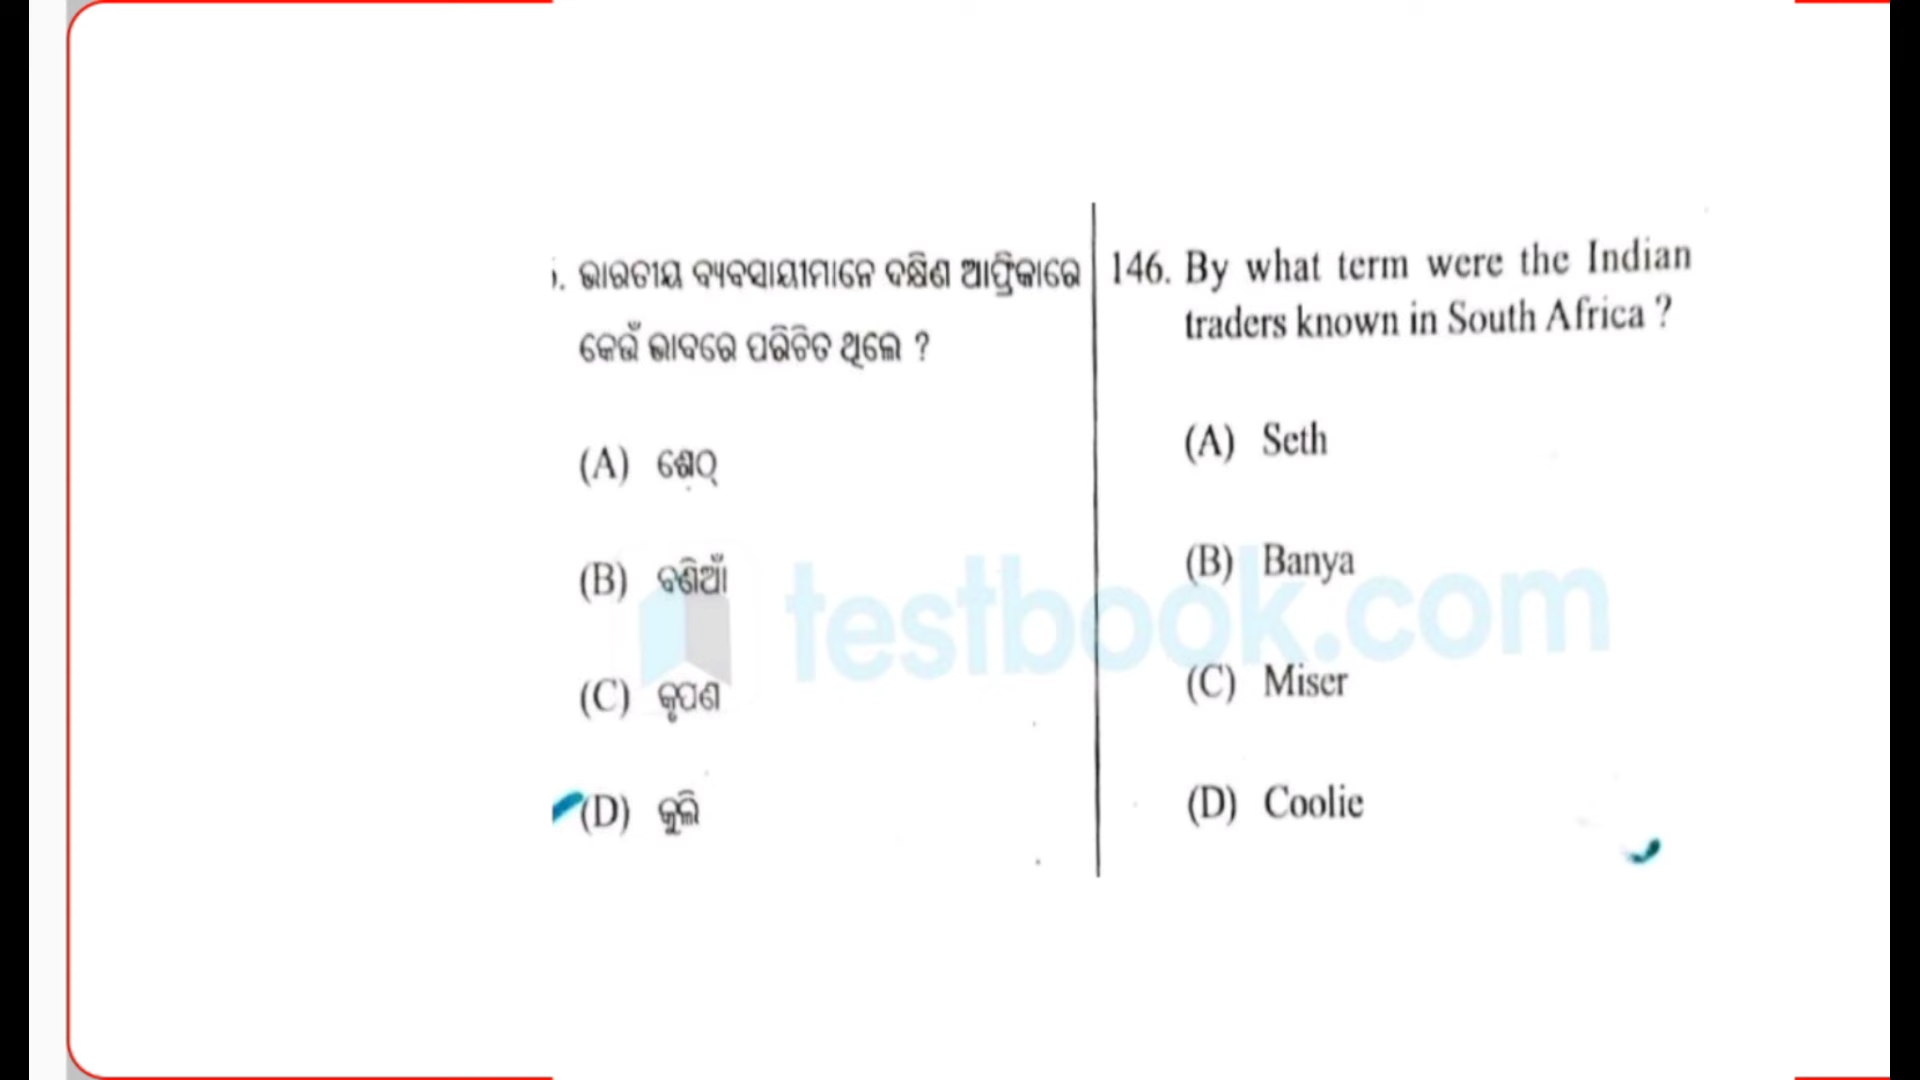 ଭାରତୀୟ ବ୍ୟବସାୟୀମାନେ ଦକ୍ଷିଣ ଆଫ୍ରିକାରେ
କେଉଁ ଭାବରେ ପରିଚିତ ଥିଲେ ?
(A) ଶେଠ୍
(B) ବଣିଆଁ
(C) କୃପଣ
(D) କୁଲି
146. By what term were the Indian
traders known in South Africa ?
(A) Seth
(B) Banya
(C) Miser
(D) Coolie
testbook.com